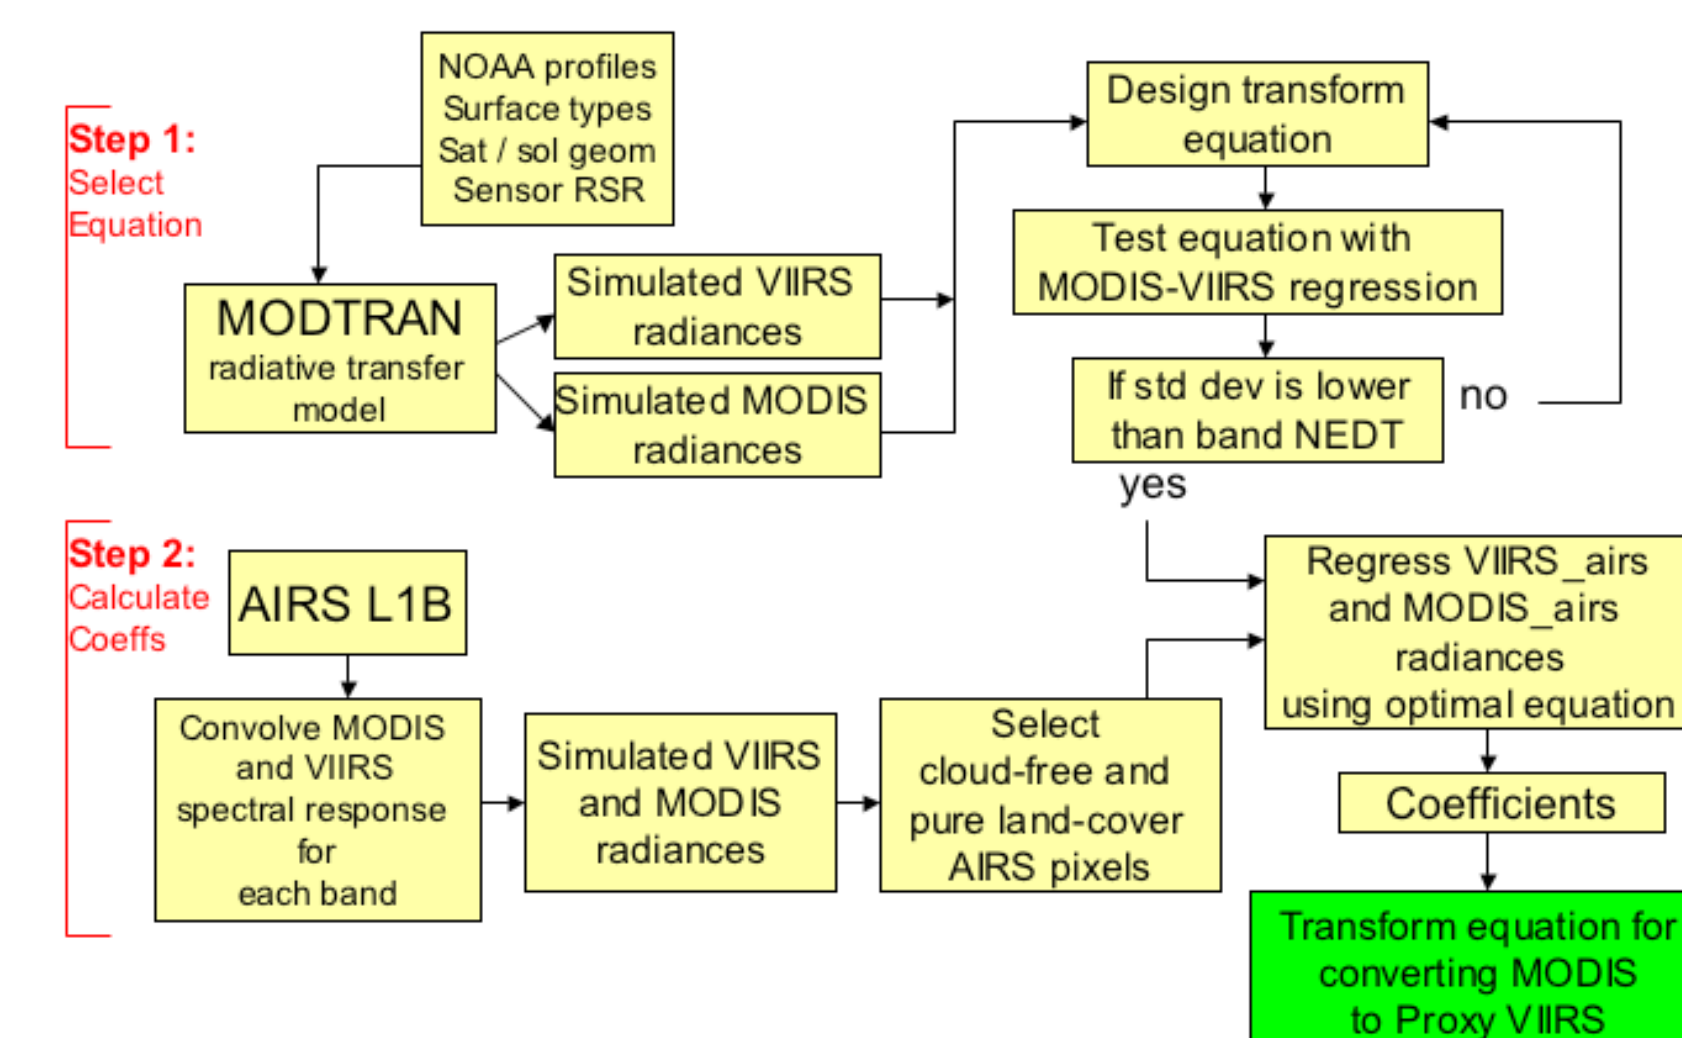 NOAA profiles
Surface types
Sat / sol geom
Sensor RSR
Step 1:
Select
Equation
MODTRAN
radiative transfer
model
Simulated VIIRS
radiances
Simulated MODIS
radiances
Design transform
equation
Test equation with
MODIS-VIIRS regression
If std dev is lower
than band NEDT
no
yes
Step 2:
Calculate
Coeffs
AIRS L1B
Convolve MODIS
and VIIRS
spectral response
for
each band
Simulated VIIRS
and MODIS
radiances
Select
cloud-free and
pure land-cover
AIRS pixels
Regress VIIRS_airs
and MODIS_airs
radiances
using optimal equation
Coefficients
Transform equation for
converting MODIS
to Proxy VIIRS